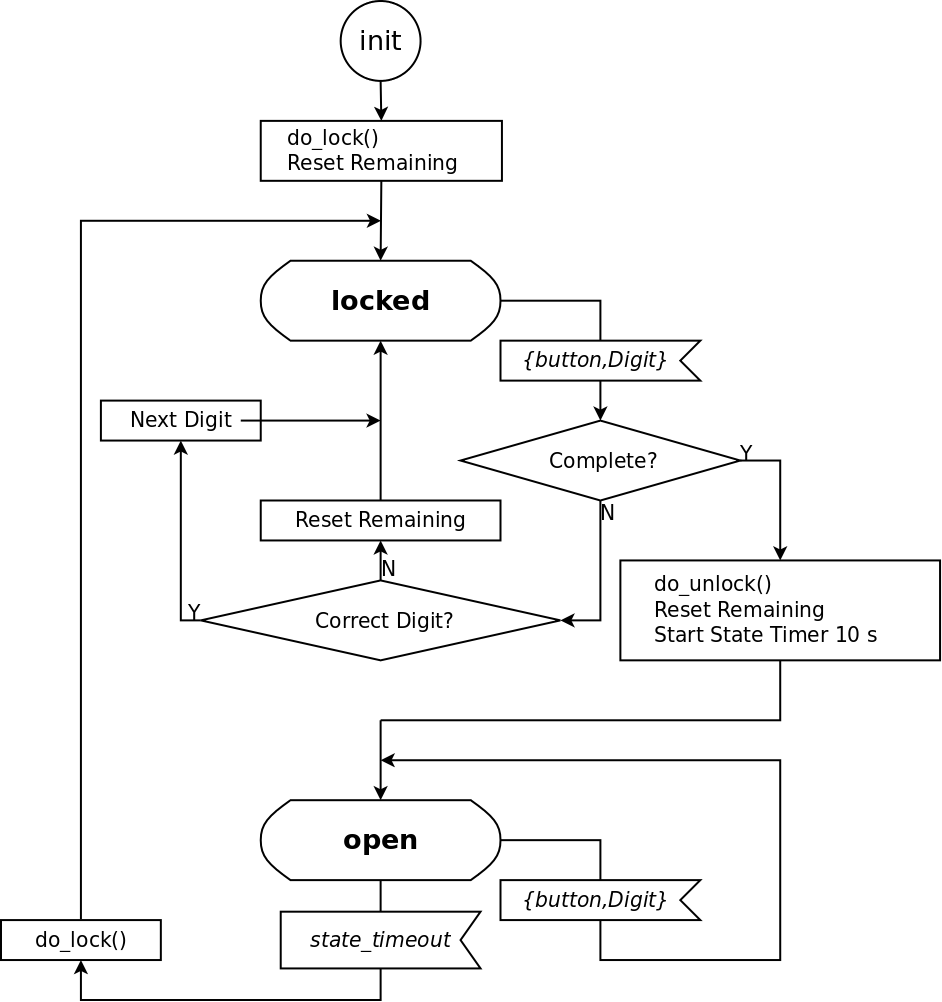 init
do_lock()
Reset Remaining
locked
{button,Digit}
Next Digit
Complete?
Y
N
Reset Remaining
N
Correct Digit?
Y
do_unlock()
Reset Remaining
Start State Timer 10 s
open
{button,Digit}
state_timeout
do_lock()